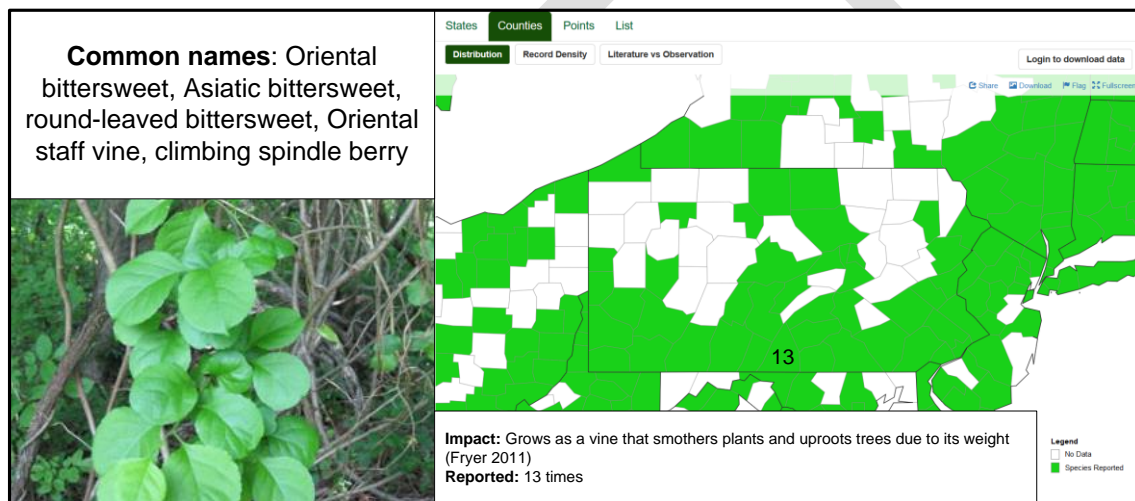 Common names: Oriental
bittersweet, Asiatic bittersweet,
round-leaved bittersweet, Oriental
staff vine, climbing spindle berry
States Counties Points List
Distribution Record Density Literature vs Observation
Login to download data
Share Download Flag Fullscreen
13
Impact: Grows as a vine that smothers plants and uproots trees due to its weight
(Fryer 2011)
Reported: 13 times
Legend
No Data
Species Reported